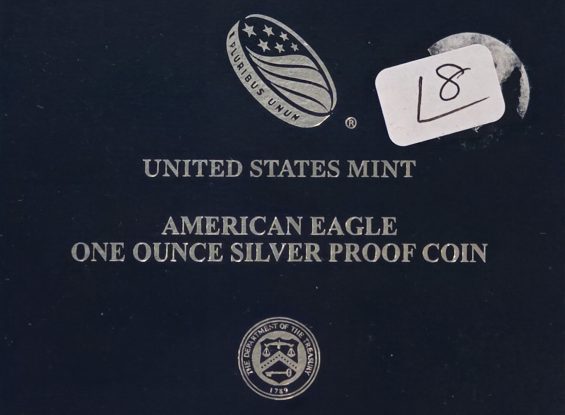 PLURIBUS UNUM
®
L8
UNITED STATES MINT
AMERICAN EAGLE
ONE OUNCE SILVER PROOF COIN
THE DEPARTMENT OF THE TREASURY
1789